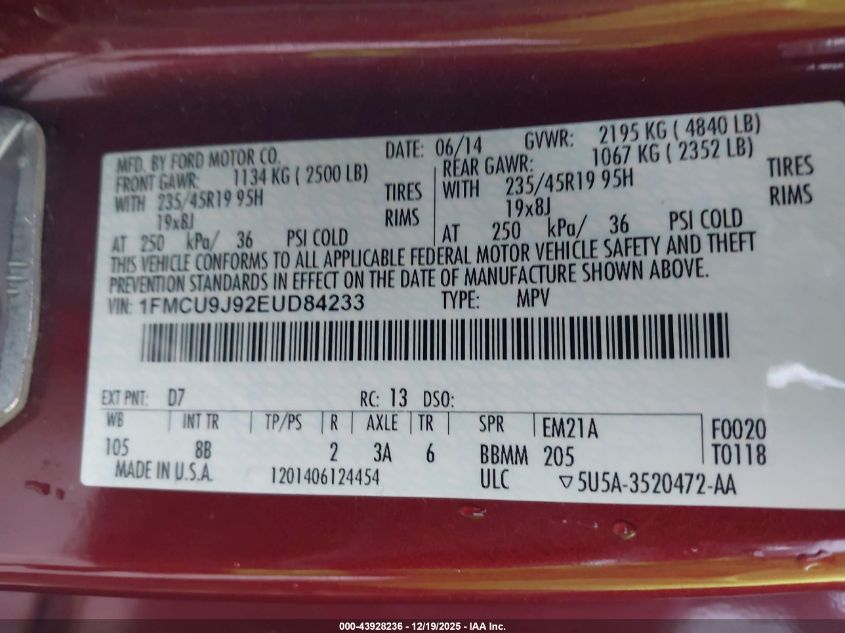 MFD. BY FORD MOTOR CO. DATE: 06/14 GVWR: 2195 KG ( 4840 LB)
FRONT GAWR: 1134 KG ( 2500 LB) REAR GAWR: 1067 KG ( 2352 LB)
WITH 235/45R19 95H TIRES WITH 235/45R19 95H TIRES
19x8J RIMS 19x8J RIMS
AT 250 kPa/ 36 PSI COLD AT 250 kPa/ 36 PSI COLD
THIS VEHICLE CONFORMS TO ALL APPLICABLE FEDERAL MOTOR VEHICLE SAFETY AND THEFT
PREVENTION STANDARDS IN EFFECT ON THE DATE OF MANUFACTURE SHOWN ABOVE.
VIN: 1FMCU9J92EUD84233 TYPE: MPV
EXT PNT: D7 RC: 13 DSO:
WB INT TR TP/PS R AXLE TR SPR EM21A F0020
105 8B 2 3A 6 BBMM 205 T0118
MADE IN U.S.A. 1201406124454 ULC ▽5U5A-3520472-AA
000-43928236 - 12/19/2025 - IAA Inc.